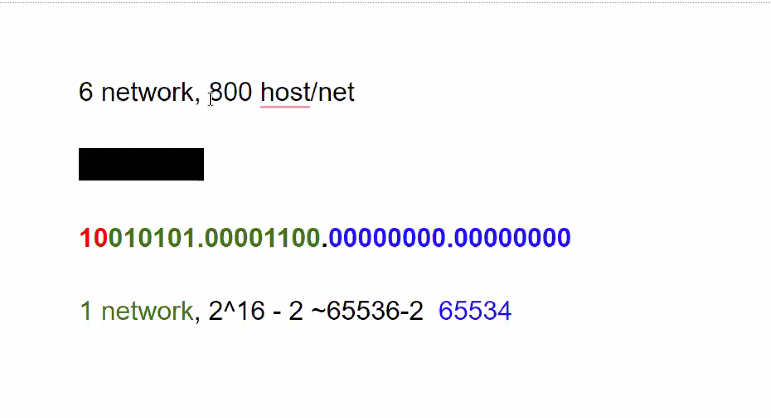 6 network, 800 host/net
10010101.00001100.00000000.00000000
1 network, 2^16 - 2 ~65536-2 65534